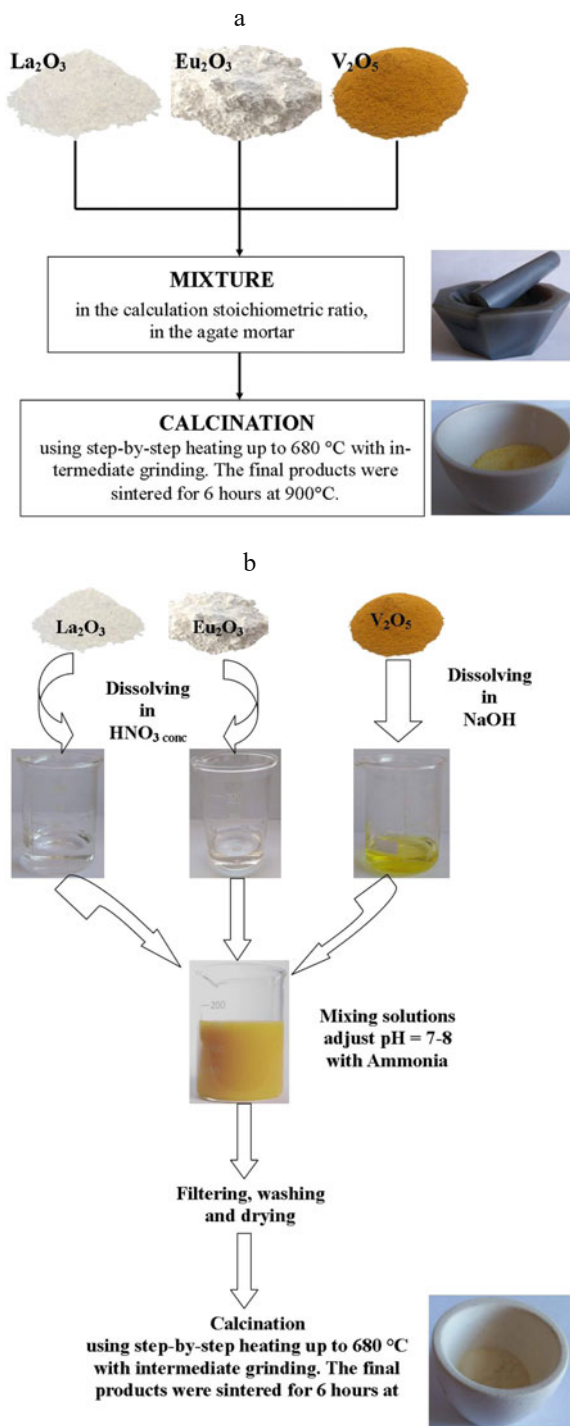 a
La₂O₃ Eu₂O₃ V₂O₅
MIXTURE
in the calculation stoichiometric ratio,
in the agate mortar
CALCINATION
using step-by-step heating up to 680 °C with in-
termediate grinding. The final products were
sintered for 6 hours at 900°C.
b
La₂O₃ Eu₂O₃ V₂O₅
Dissolving
in
HNO₃ conc
Dissolving
in
NaOH
200
Mixing solutions
adjust pH = 7-8
with Ammonia
Filtering, washing
and drying
Calcination
using step-by-step heating up to 680 °C
with intermediate grinding. The final
products were sintered for 6 hours at